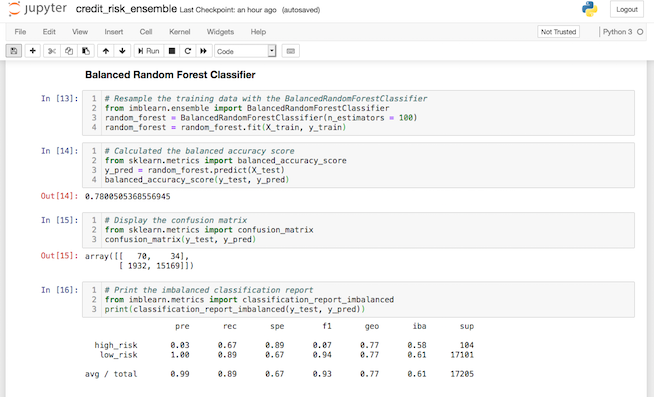 jupyter credit_risk_ensemble Last Checkpoint: an hour ago (autosaved)
Logout
File Edit View Insert Cell Kernel Widgets Help
Not Trusted Python 3
Run Code
Balanced Random Forest Classifier
In [13]:
1 # Resample the training data with the BalancedRandomForestClassifier
2 from imblearn.ensemble import BalancedRandomForestClassifier
3 random_forest = BalancedRandomForestClassifier(n_estimators = 100)
4 random_forest = random_forest.fit(X_train, y_train)
In [14]:
1 # Calculated the balanced accuracy score
2 from sklearn.metrics import balanced_accuracy_score
3 y_pred = random_forest.predict(X_test)
4 balanced_accuracy_score(y_test, y_pred)
Out[14]: 0.7800505368556945
In [15]:
1 # Display the confusion matrix
2 from sklearn.metrics import confusion_matrix
3 confusion_matrix(y_test, y_pred)
Out[15]: array([[ 70, 34],
[ 1932, 15169]])
In [16]:
1 # Print the imbalanced classification report
2 from imblearn.metrics import classification_report_imbalanced
3 print(classification_report_imbalanced(y_test, y_pred))
pre rec spe f1 geo iba sup
high_risk 0.03 0.67 0.89 0.07 0.77 0.58 104
low_risk 1.00 0.89 0.67 0.94 0.77 0.61 17101
avg / total 0.99 0.89 0.67 0.93 0.77 0.61 17205